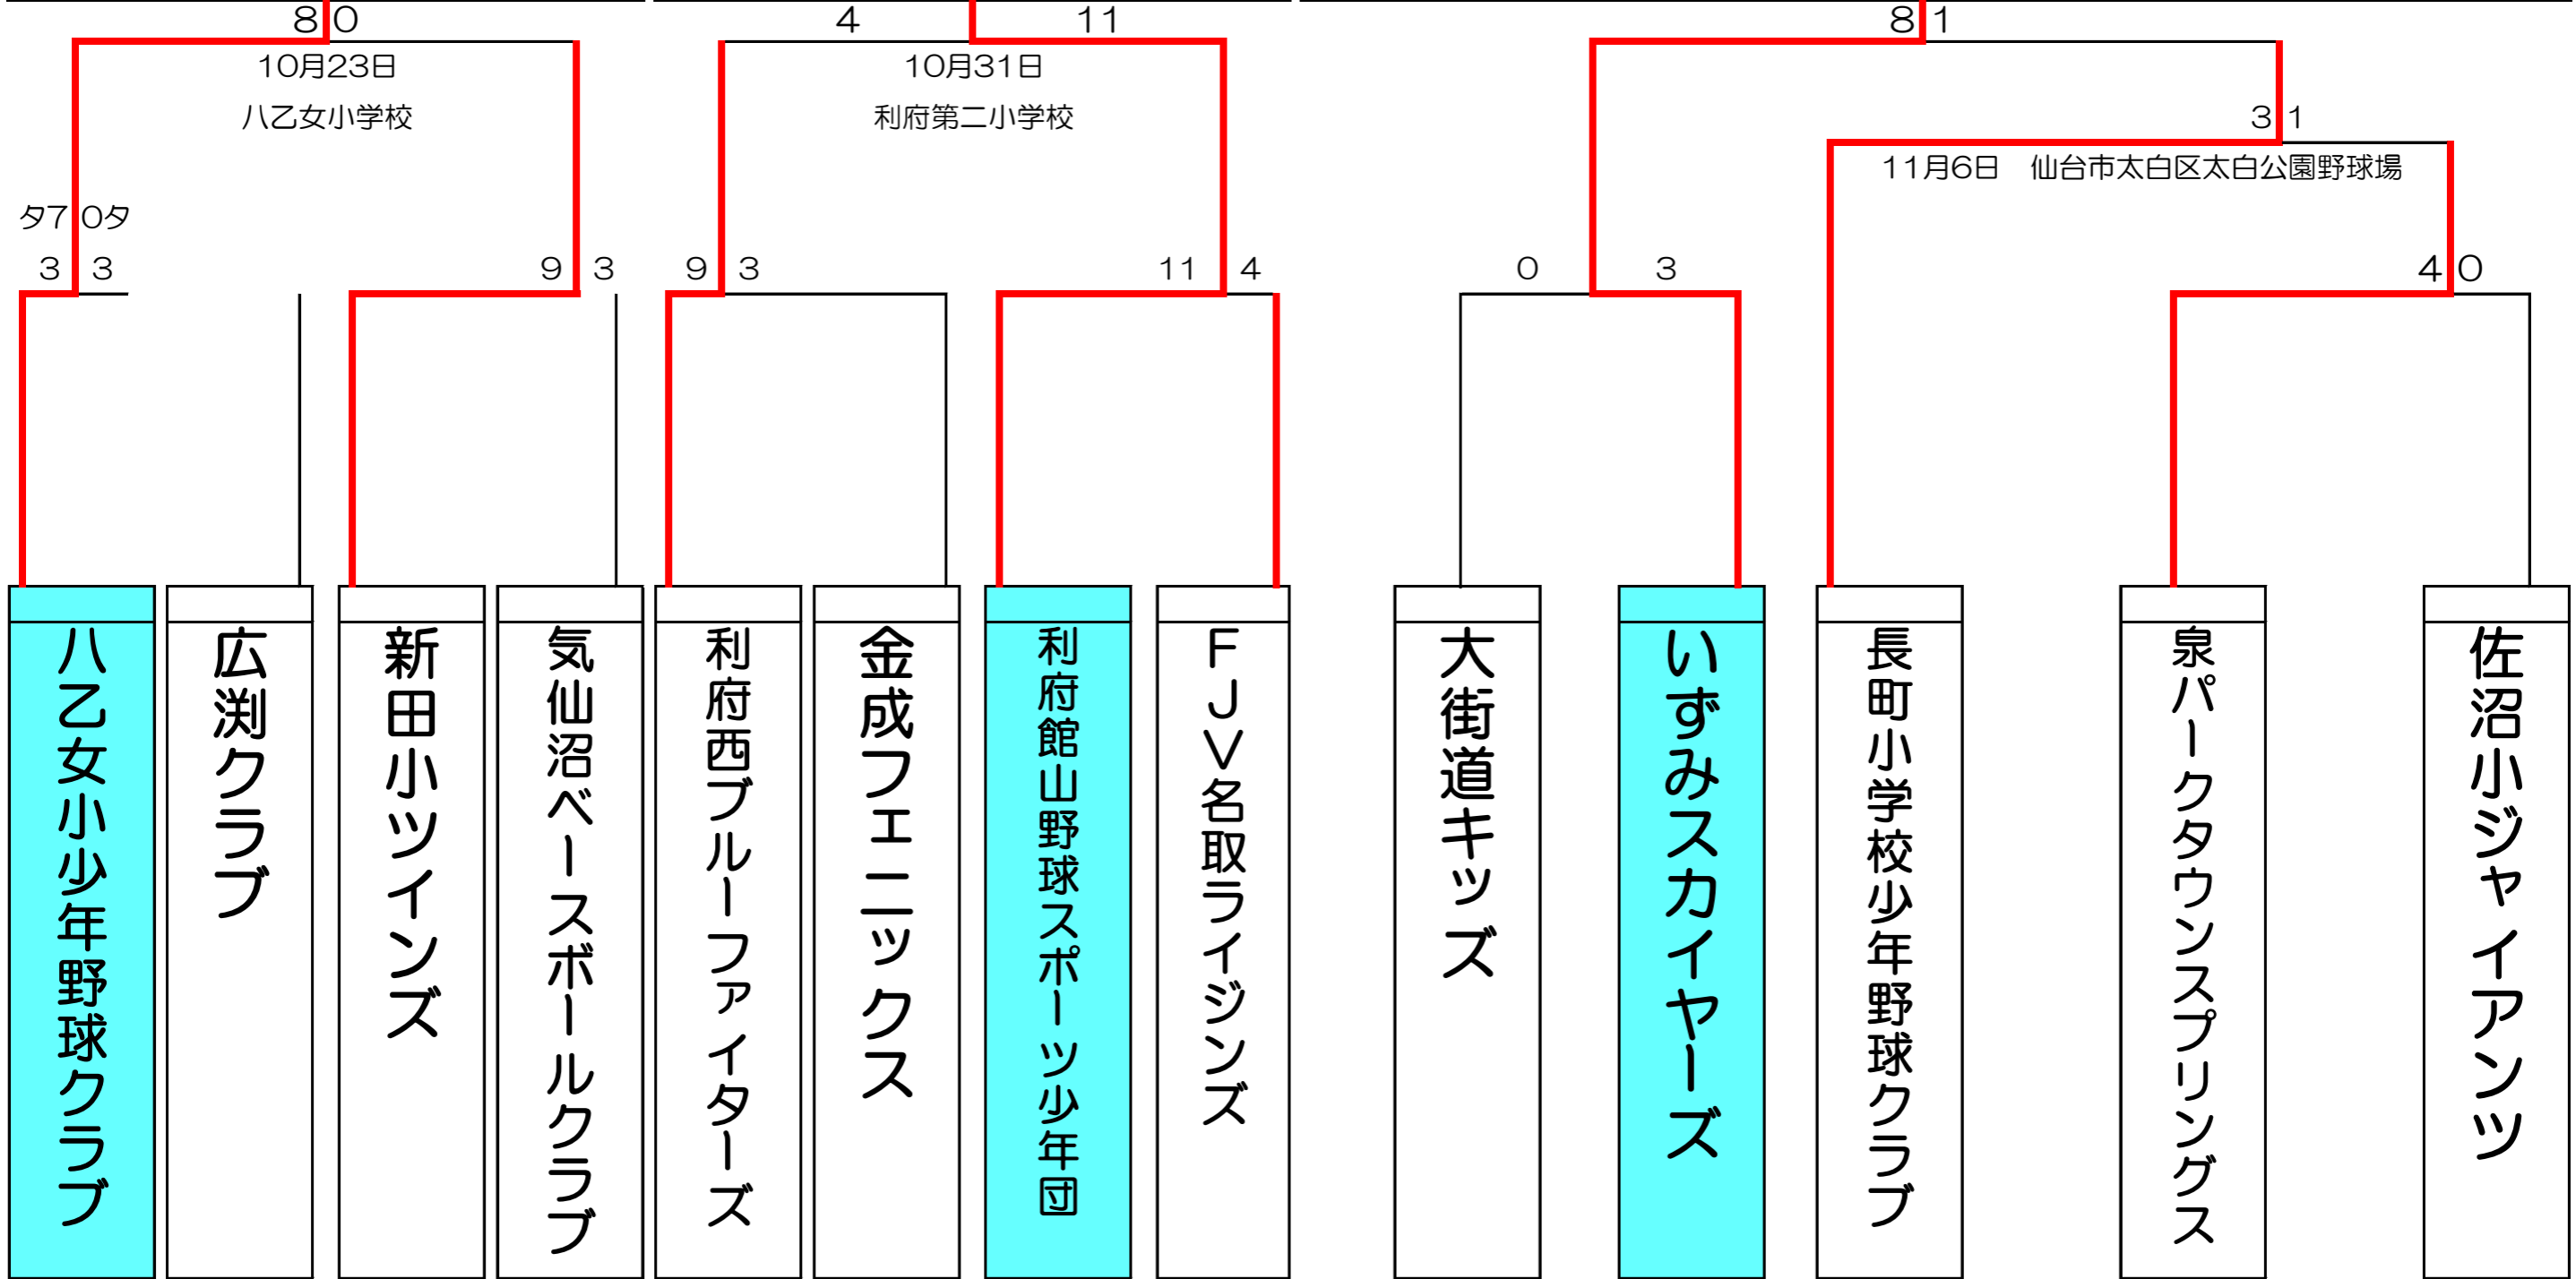 8 0
4 11
8 1
10月23日
八乙女小学校
10月31日
利府第二小学校
3 1
11月6日 仙台市太白区太白公園野球場
タ7 0タ
3 3
9 3
9 3
11 4
0 3
4 0
八乙女小少年野球クラブ
広渕クラブ
新田小ツインズ
気仙沼ベースボールクラブ
利府西ブルーファイターズ
金成フェニックス
利府館山野球スポーツ少年団
FJV名取ライジンズ
大街道キッズ
いずみスカイヤーズ
長町小学校少年野球クラブ
泉パークタウンスプリングス
佐沼小ジャイアンツ